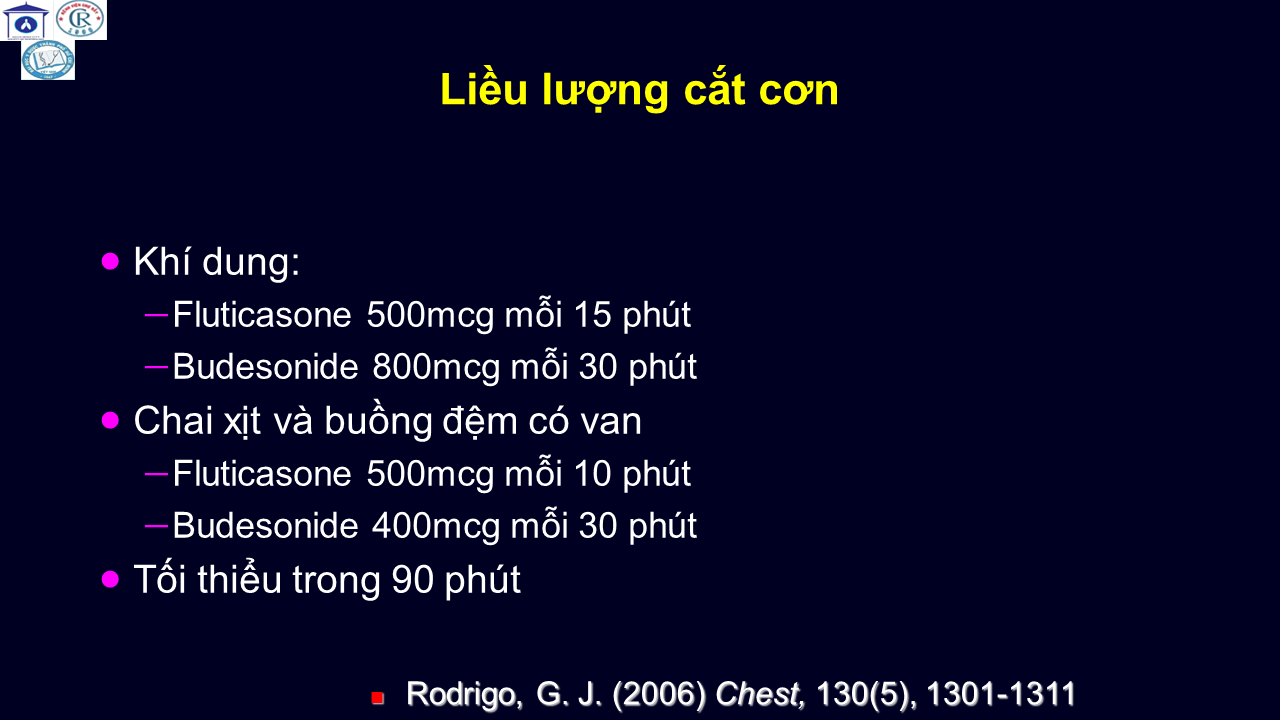 Liều lượng cắt cơn
● Khí dung:
–Fluticasone 500mcg mỗi 15 phút
–Budesonide 800mcg mỗi 30 phút
● Chai xịt và buồng đệm có van
–Fluticasone 500mcg mỗi 10 phút
–Budesonide 400mcg mỗi 30 phút
● Tối thiểu trong 90 phút
■ Rodrigo, G. J. (2006) Chest, 130(5), 1301-1311